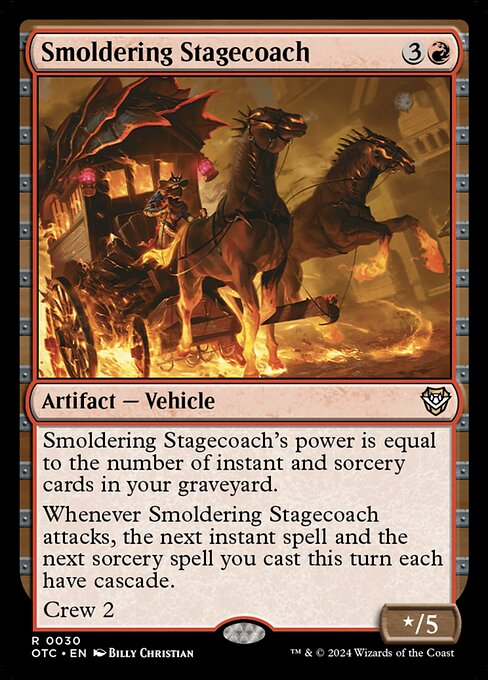 Smoldering Stagecoach 3
Artifact — Vehicle
Smoldering Stagecoach's power is equal
to the number of instant and sorcery
cards in your graveyard.
Whenever Smoldering Stagecoach
attacks, the next instant spell and the
next sorcery spell you cast this turn each
have cascade.
Crew 2
*/5
R 0030
OTC • EN Billy Christian
™ & © 2024 Wizards of the Coast